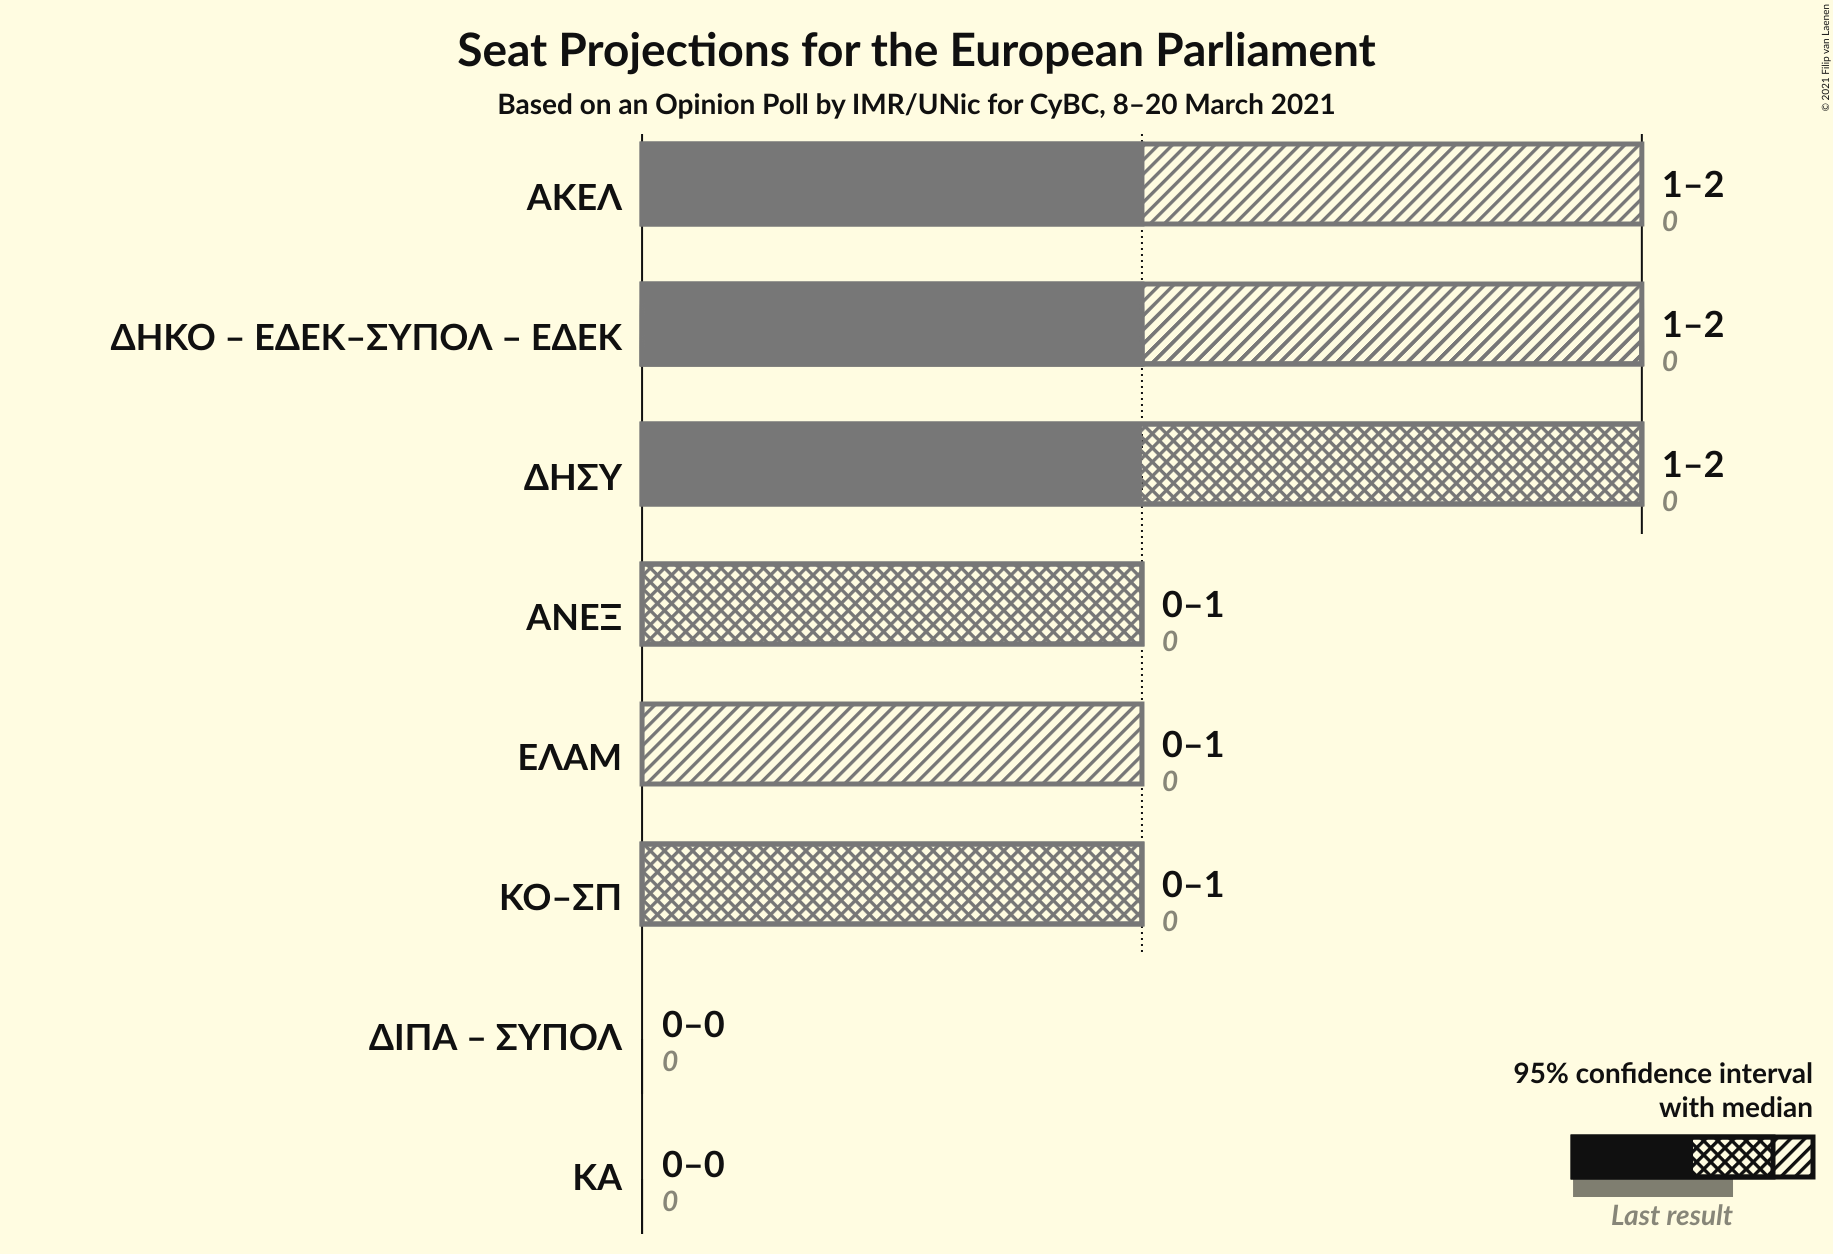 Seat Projections for the European Parliament
Based on an Opinion Poll by IMR/UNic for CyBC, 8–20 March 2021
© 2021 Filip van Laenen
ΑΚΕΛ
1–2
0
ΔΗΚΟ – ΕΔΕΚ–ΣΥΠΟΛ – ΕΔΕΚ
1–2
0
ΔΗΣΥ
1–2
0
ΑΝΕΞ
0–1
0
ΕΛΑΜ
0–1
0
ΚΟ–ΣΠ
0–1
0
ΔΙΠΑ – ΣΥΠΟΛ
0–0
0
ΚΑ
0–0
0
95% confidence interval
with median
Last result